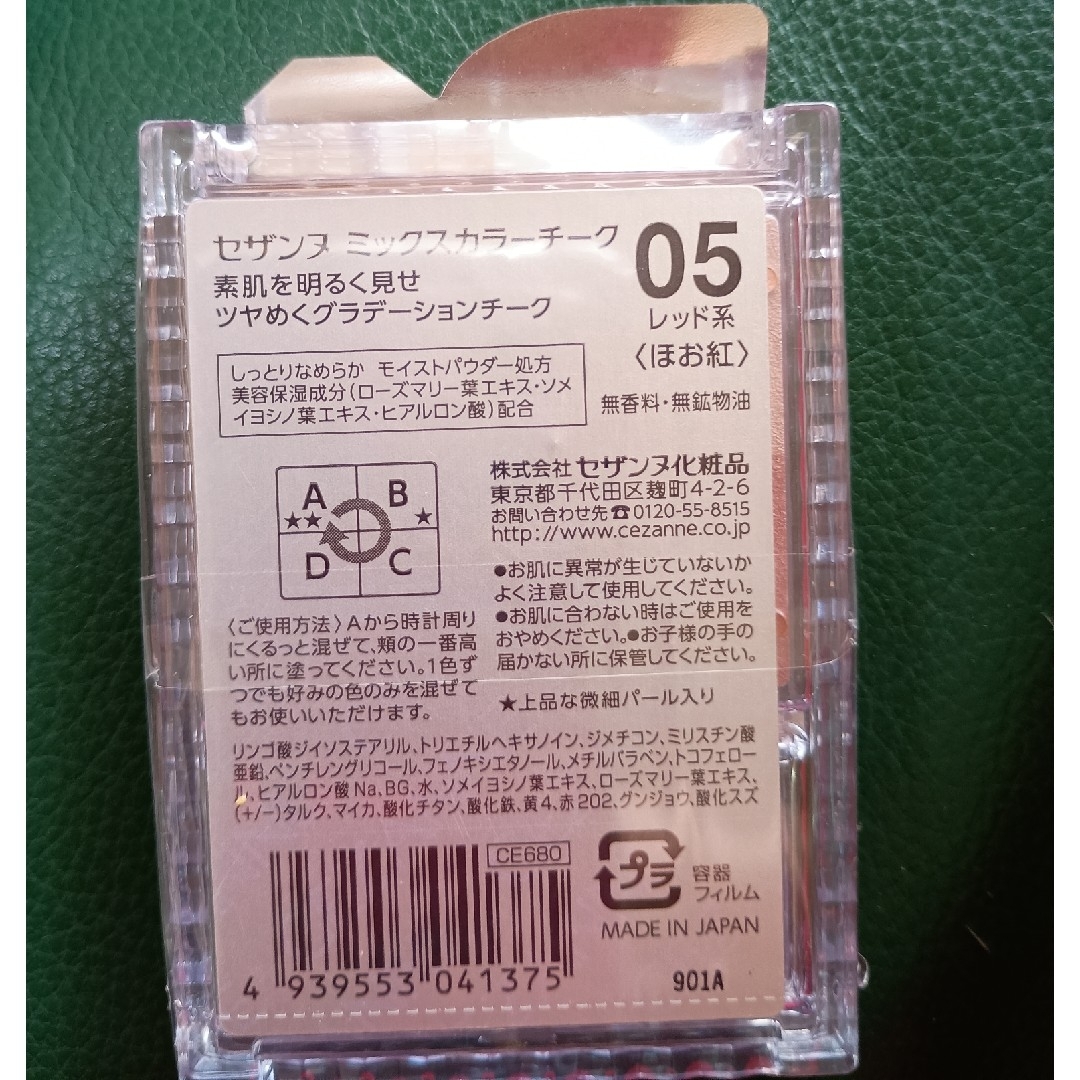 セザンヌ ミックスカラーチーク
素肌を明るく見せ
ツヤめくグラデーションチーク
05
レッド系
〈ほお紅〉
しっとりなめらか モイストパウダー処方
美容保湿成分(ローズマリー葉エキス・ソメ
イヨシノ葉エキス・ヒアルロン酸)配合
無香料・無鉱物油
A
B
★★
★
D
C
株式会社 セザンヌ化粧品
東京都千代田区麹町4-2-6
お問い合わせ先☎0120-55-8515
http://www.cezanne.co.jp
●お肌に異常が生じていないか
よく注意して使用してください。
●お肌に合わない時はご使用を
おやめください。●お子様の手の
届かない所に保管してください。
★上品な微細パール入り
〈ご使用方法〉Aから時計周り
にくるっと混ぜて、頬の一番高
い所に塗ってください。1色ず
つでも好みの色のみを混ぜて
もお使いいただけます。
リンゴ酸ジイソステアリル、トリエチルヘキサノイン、ジメチコン、ミリスチン酸
亜鉛、ペンチレングリコール、フェノキシエタノール、メチルパラベン、トコフェロー
ル、ヒアルロン酸Na、BG、水、ソメイヨシノ葉エキス、ローズマリー葉エキス、
(+/-)タルク、マイカ、酸化チタン、酸化鉄、黄4、赤202、グンジョウ、酸化スズ
CE680
プラ
容器
フィルム
MADE IN JAPAN
4 939553 041375
901A